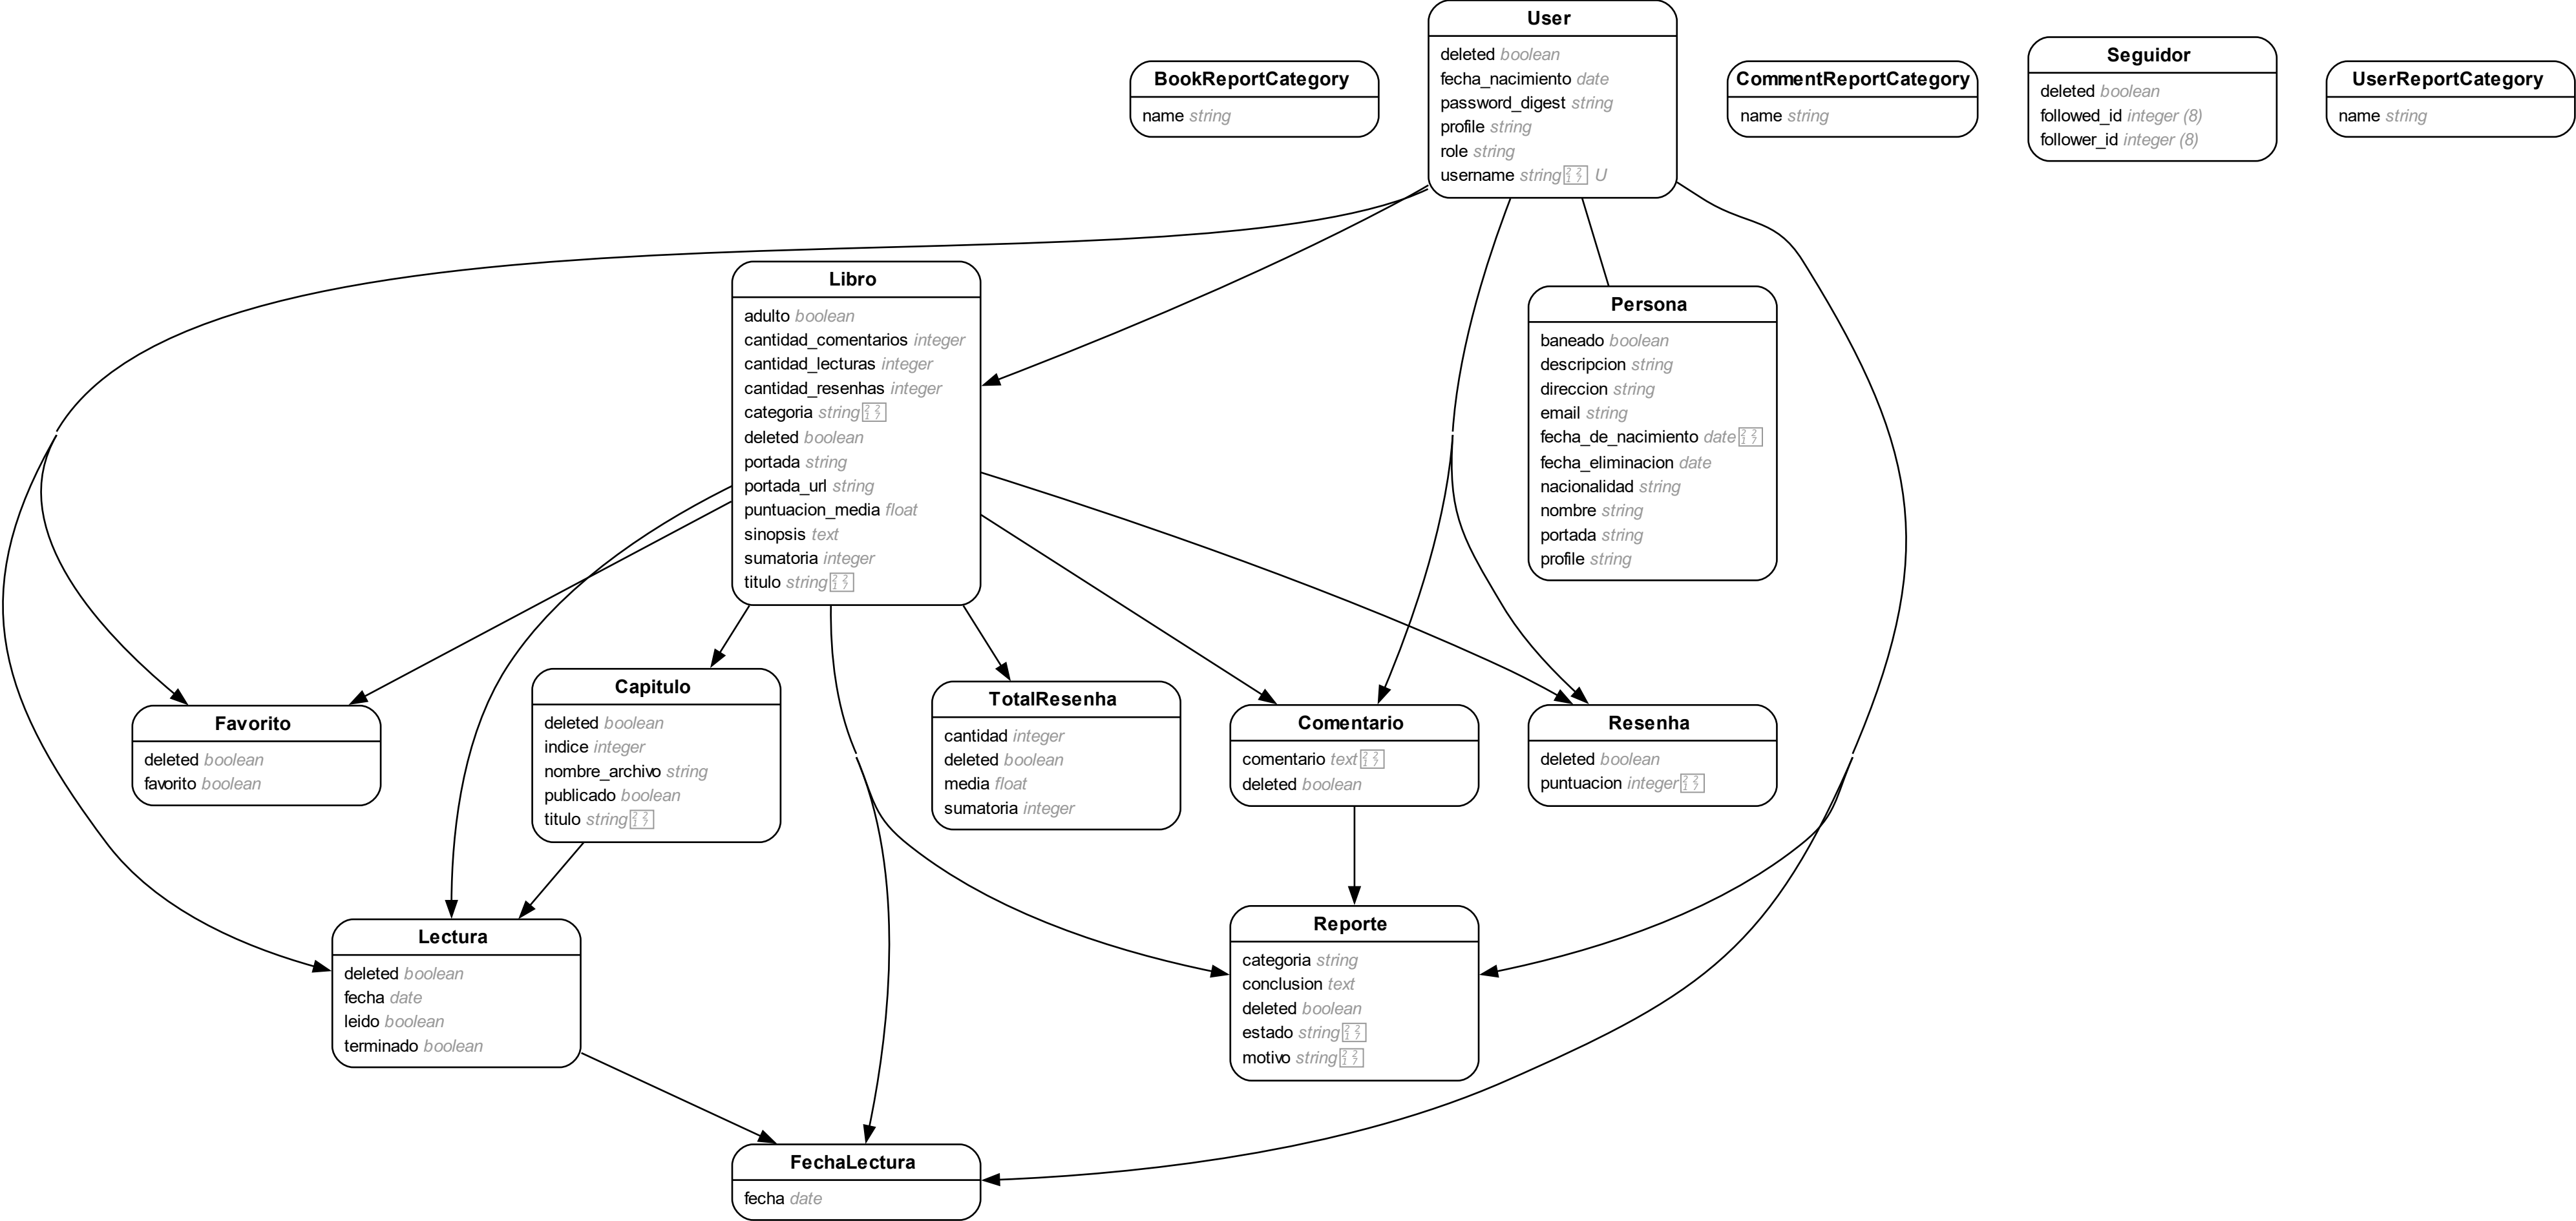 User
deleted boolean
fecha_nacimiento date
password_digest string
profile string
role string
username string U
BookReportCategory
name string
CommentReportCategory
name string
Seguidor
deleted boolean
followed_id integer (8)
follower_id integer (8)
UserReportCategory
name string
Libro
adulto boolean
cantidad_comentarios integer
cantidad_lecturas integer
cantidad_resenhas integer
categoria string
deleted boolean
portada string
portada_url string
puntuacion_media float
sinopsis text
sumatoria integer
titulo string
Persona
baneado boolean
descripcion string
direccion string
email string
fecha_de_nacimiento date
fecha_eliminacion date
nacionalidad string
nombre string
portada string
profile string
Favorito
deleted boolean
favorito boolean
Capitulo
deleted boolean
indice integer
nombre_archivo string
publicado boolean
titulo string
TotalResenha
cantidad integer
deleted boolean
media float
sumatoria integer
Comentario
comentario text
deleted boolean
Resenha
deleted boolean
puntuacion integer
Lectura
deleted boolean
fecha date
leido boolean
terminado boolean
Reporte
categoria string
conclusion text
deleted boolean
estado string
motivo string
FechaLectura
fecha date